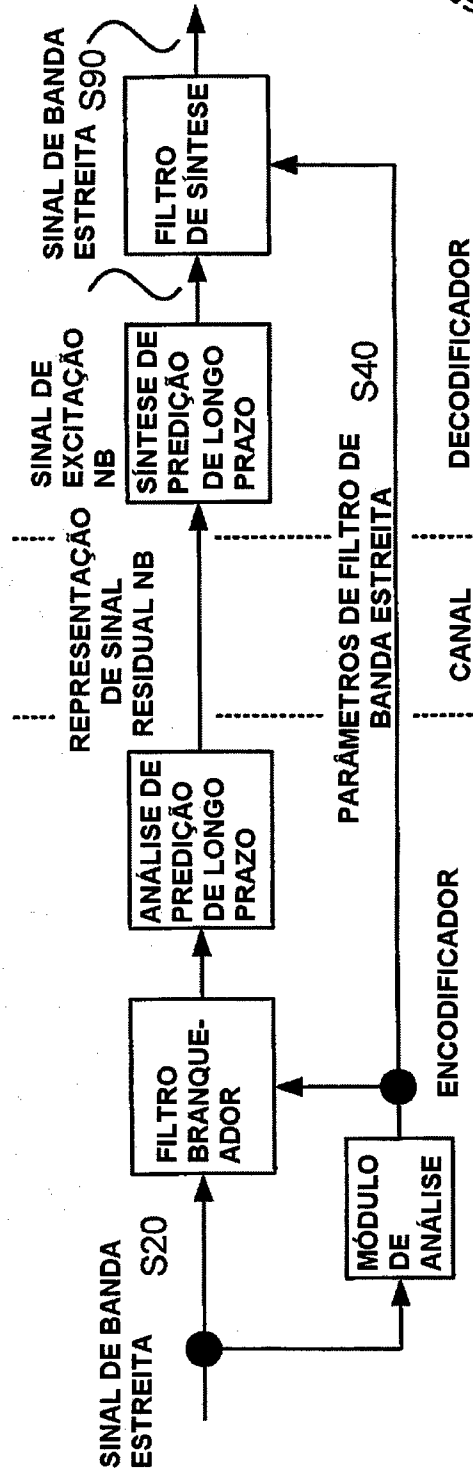 SINAL DE BANDA
ESTREITA
S20
FILTRO
BRANQUE-
ADOR
MÓDULO
DE
ANÁLISE
ANÁLISE DE
PREDIÇÃO
DE LONGO
PRAZO
ENCODIFICADOR
REPRESENTAÇÃO
DE SINAL
RESIDUAL NB
PARÂMETROS DE FILTRO DE
BANDA ESTREITA
S40
CANAL
SINAL DE
EXCITAÇÃO
NB
SÍNTESE DE
PREDIÇÃO
DE LONGO
PRAZO
SINAL DE BANDA
ESTREITA S90
FILTRO
DE SÍNTESE
DECODIFICADOR